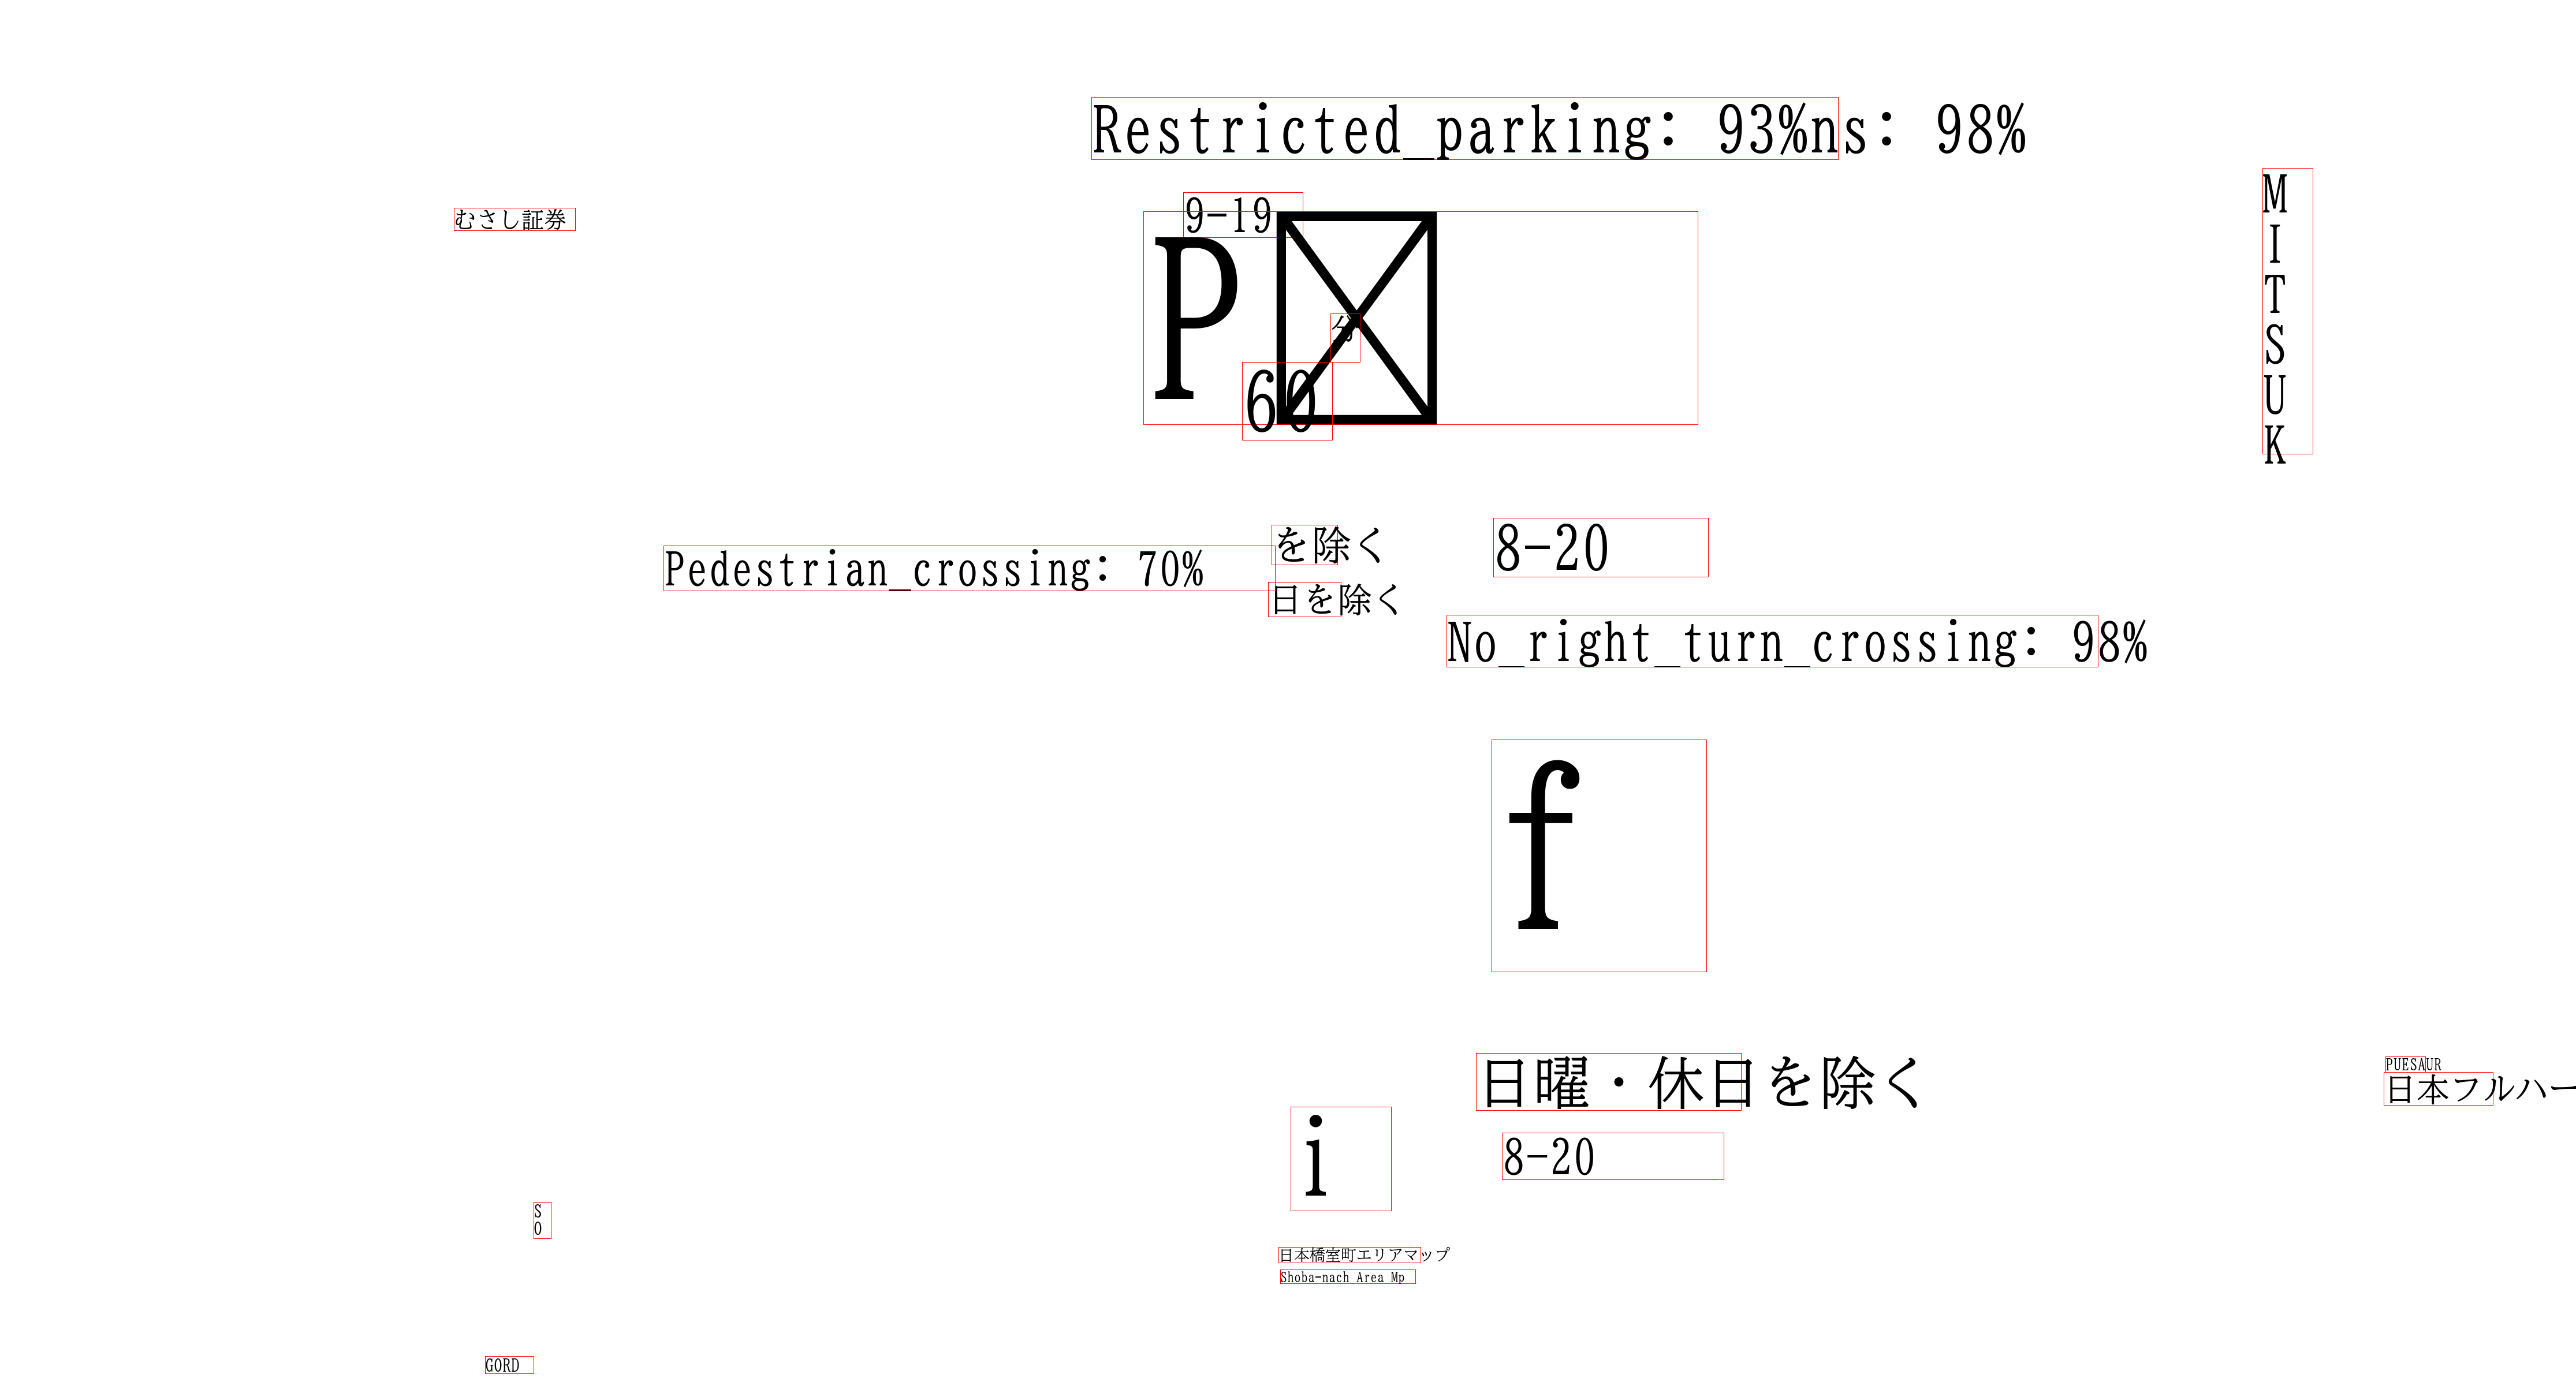 Restricted_parking: 93%ns: 98%
むさし証券
9-19
P
分
60
MITSUK
を除く
8-20
Pedestrian_crossing: 70%
日を除く
No_right_turn_crossing: 98%
f
日曜・休日を除く
PUESAUR
日本フルハー
i
8-20
SO
日本橋室町エリアマップ
Shoba-nach Area Mp
GORD